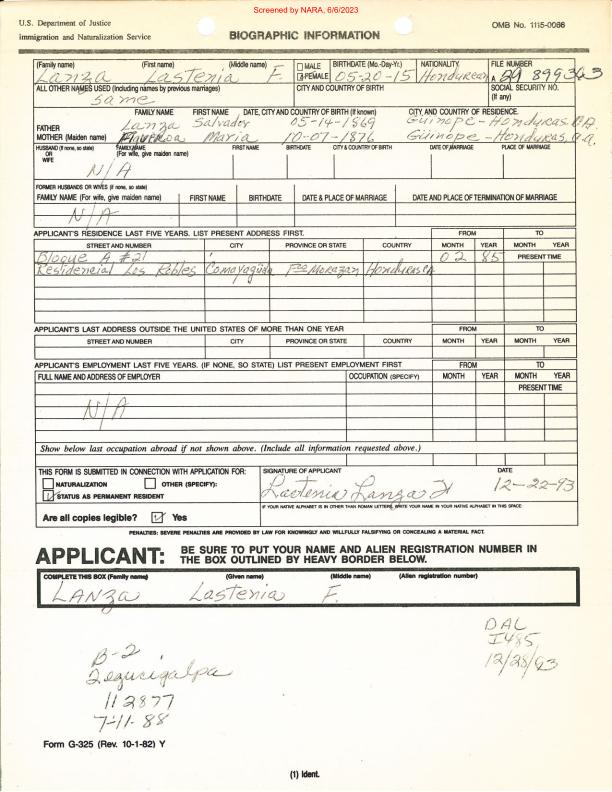 Screened by NARA, 6/6/2023
U.S. Department of Justice
Immigration and Naturalization Service
BIOGRAPHIC INFORMATION
OMB No. 1115-0066
(Family name) (First name) (Middle name) MALE BIRTHDATE (Mo.-Day-Yr.) NATIONALITY FILE NUMBER
Lanza Lastenia F. FEMALE 05-20-15 Honduran A 29 899 363
ALL OTHER NAMES USED (Including names by previous marriages) CITY AND COUNTRY OF BIRTH SOCIAL SECURITY NO. (If any)
same
FAMILY NAME FIRST NAME DATE, CITY AND COUNTRY OF BIRTH (If known) CITY AND COUNTRY OF RESIDENCE.
FATHER Lanza Salvador 05-14-1869 Guinope-Honduras.C.A
MOTHER (Maiden name) Maria 10-07-1876 Guinope-Honduras.C.A.
HUSBAND (If none, so state) OR WIFE FAMILY NAME (For wife, give maiden name) FIRST NAME BIRTHDATE CITY & COUNTRY OF BIRTH DATE OF MARRIAGE PLACE OF MARRIAGE
N/A
FORMER HUSBANDS OR WIVES (if none, so state)
FAMILY NAME (For wife, give maiden name) FIRST NAME BIRTHDATE DATE & PLACE OF MARRIAGE DATE AND PLACE OF TERMINATION OF MARRIAGE
N/A
APPLICANT'S RESIDENCE LAST FIVE YEARS. LIST PRESENT ADDRESS FIRST. FROM TO
STREET AND NUMBER CITY PROVINCE OR STATE COUNTRY MONTH YEAR MONTH YEAR
Bloque A #21 02 85 PRESENT TIME
Residencial Los Robles Comayagüela Fco Morazan Honduras CA
APPLICANT'S LAST ADDRESS OUTSIDE THE UNITED STATES OF MORE THAN ONE YEAR FROM TO
STREET AND NUMBER CITY PROVINCE OR STATE COUNTRY MONTH YEAR MONTH YEAR
APPLICANT'S EMPLOYMENT LAST FIVE YEARS. (IF NONE, SO STATE) LIST PRESENT EMPLOYMENT FIRST FROM TO
FULL NAME AND ADDRESS OF EMPLOYER OCCUPATION (SPECIFY) MONTH YEAR MONTH YEAR
PRESENT TIME
N/A
Show below last occupation abroad if not shown above. (Include all information requested above.)
THIS FORM IS SUBMITTED IN CONNECTION WITH APPLICATION FOR: SIGNATURE OF APPLICANT DATE
NATURALIZATION OTHER (SPECIFY):
STATUS AS PERMANENT RESIDENT Lastenia Lanza F 12-22-93
IF YOUR NATIVE ALPHABET IS IN OTHER THAN ROMAN LETTERS, WRITE YOUR NAME IN YOUR NATIVE ALPHABET IN THIS SPACE:
Are all copies legible? Yes
PENALTIES: SEVERE PENALTIES ARE PROVIDED BY LAW FOR KNOWINGLY AND WILLFULLY FALSIFYING OR CONCEALING A MATERIAL FACT.
APPLICANT: BE SURE TO PUT YOUR NAME AND ALIEN REGISTRATION NUMBER IN
THE BOX OUTLINED BY HEAVY BORDER BELOW.
COMPLETE THIS BOX (Family name) (Given name) (Middle name) (Alien registration number)
LANZA Lastenia F.
DAL
I485
12/28/93
B-2
Tegucigalpa
112877
7-11-88
Form G-325 (Rev. 10-1-82) Y
(1) Ident.